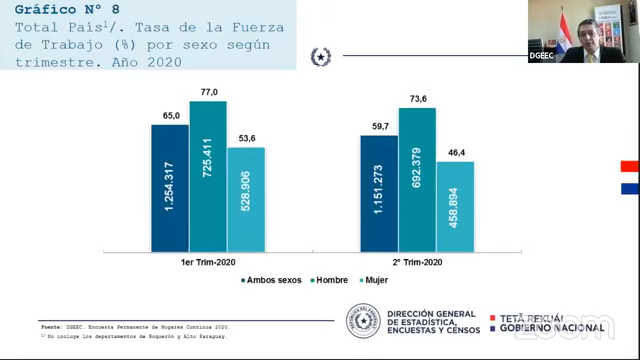 Gráfico N° 8
Total País¹/. Tasa de la Fuerza
de Trabajo (%) por sexo según
trimestre. Año 2020
DGEEC
65,0
77,0
53,6
59,7
73,6
46,4
1.254.317
725.411
528.906
1.151.273
692.379
458.894
1er Trim-2020
2° Trim-2020
Ambos sexos
Hombre
Mujer
Fuente: DGEEC. Encuesta Permanente de Hogares Continua 2020.
1/ No incluye los departamentos de Boquerón y Alto Paraguay.
DIRECCIÓN GENERAL
DE ESTADÍSTICA,
ENCUESTAS Y CENSOS
TETÃ REKUÁI
GOBIERNO NACIONAL
zoom